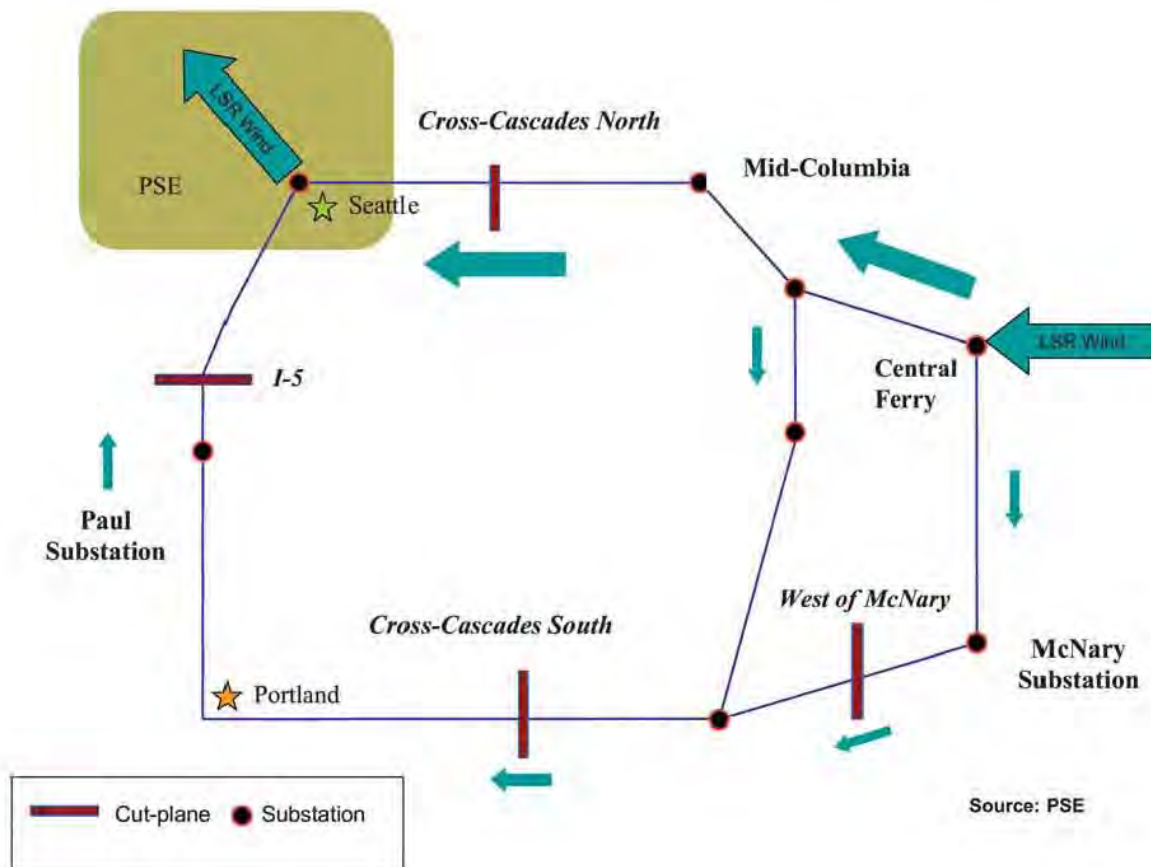 LSR Wind
Cross-Cascades North
PSE
Mid-Columbia
Seattle
LSR Wind
I-5
Central
Ferry
Paul
Substation
West of McNary
Cross-Cascades South
McNary
Substation
Portland
Cut-plane
Substation
Source: PSE